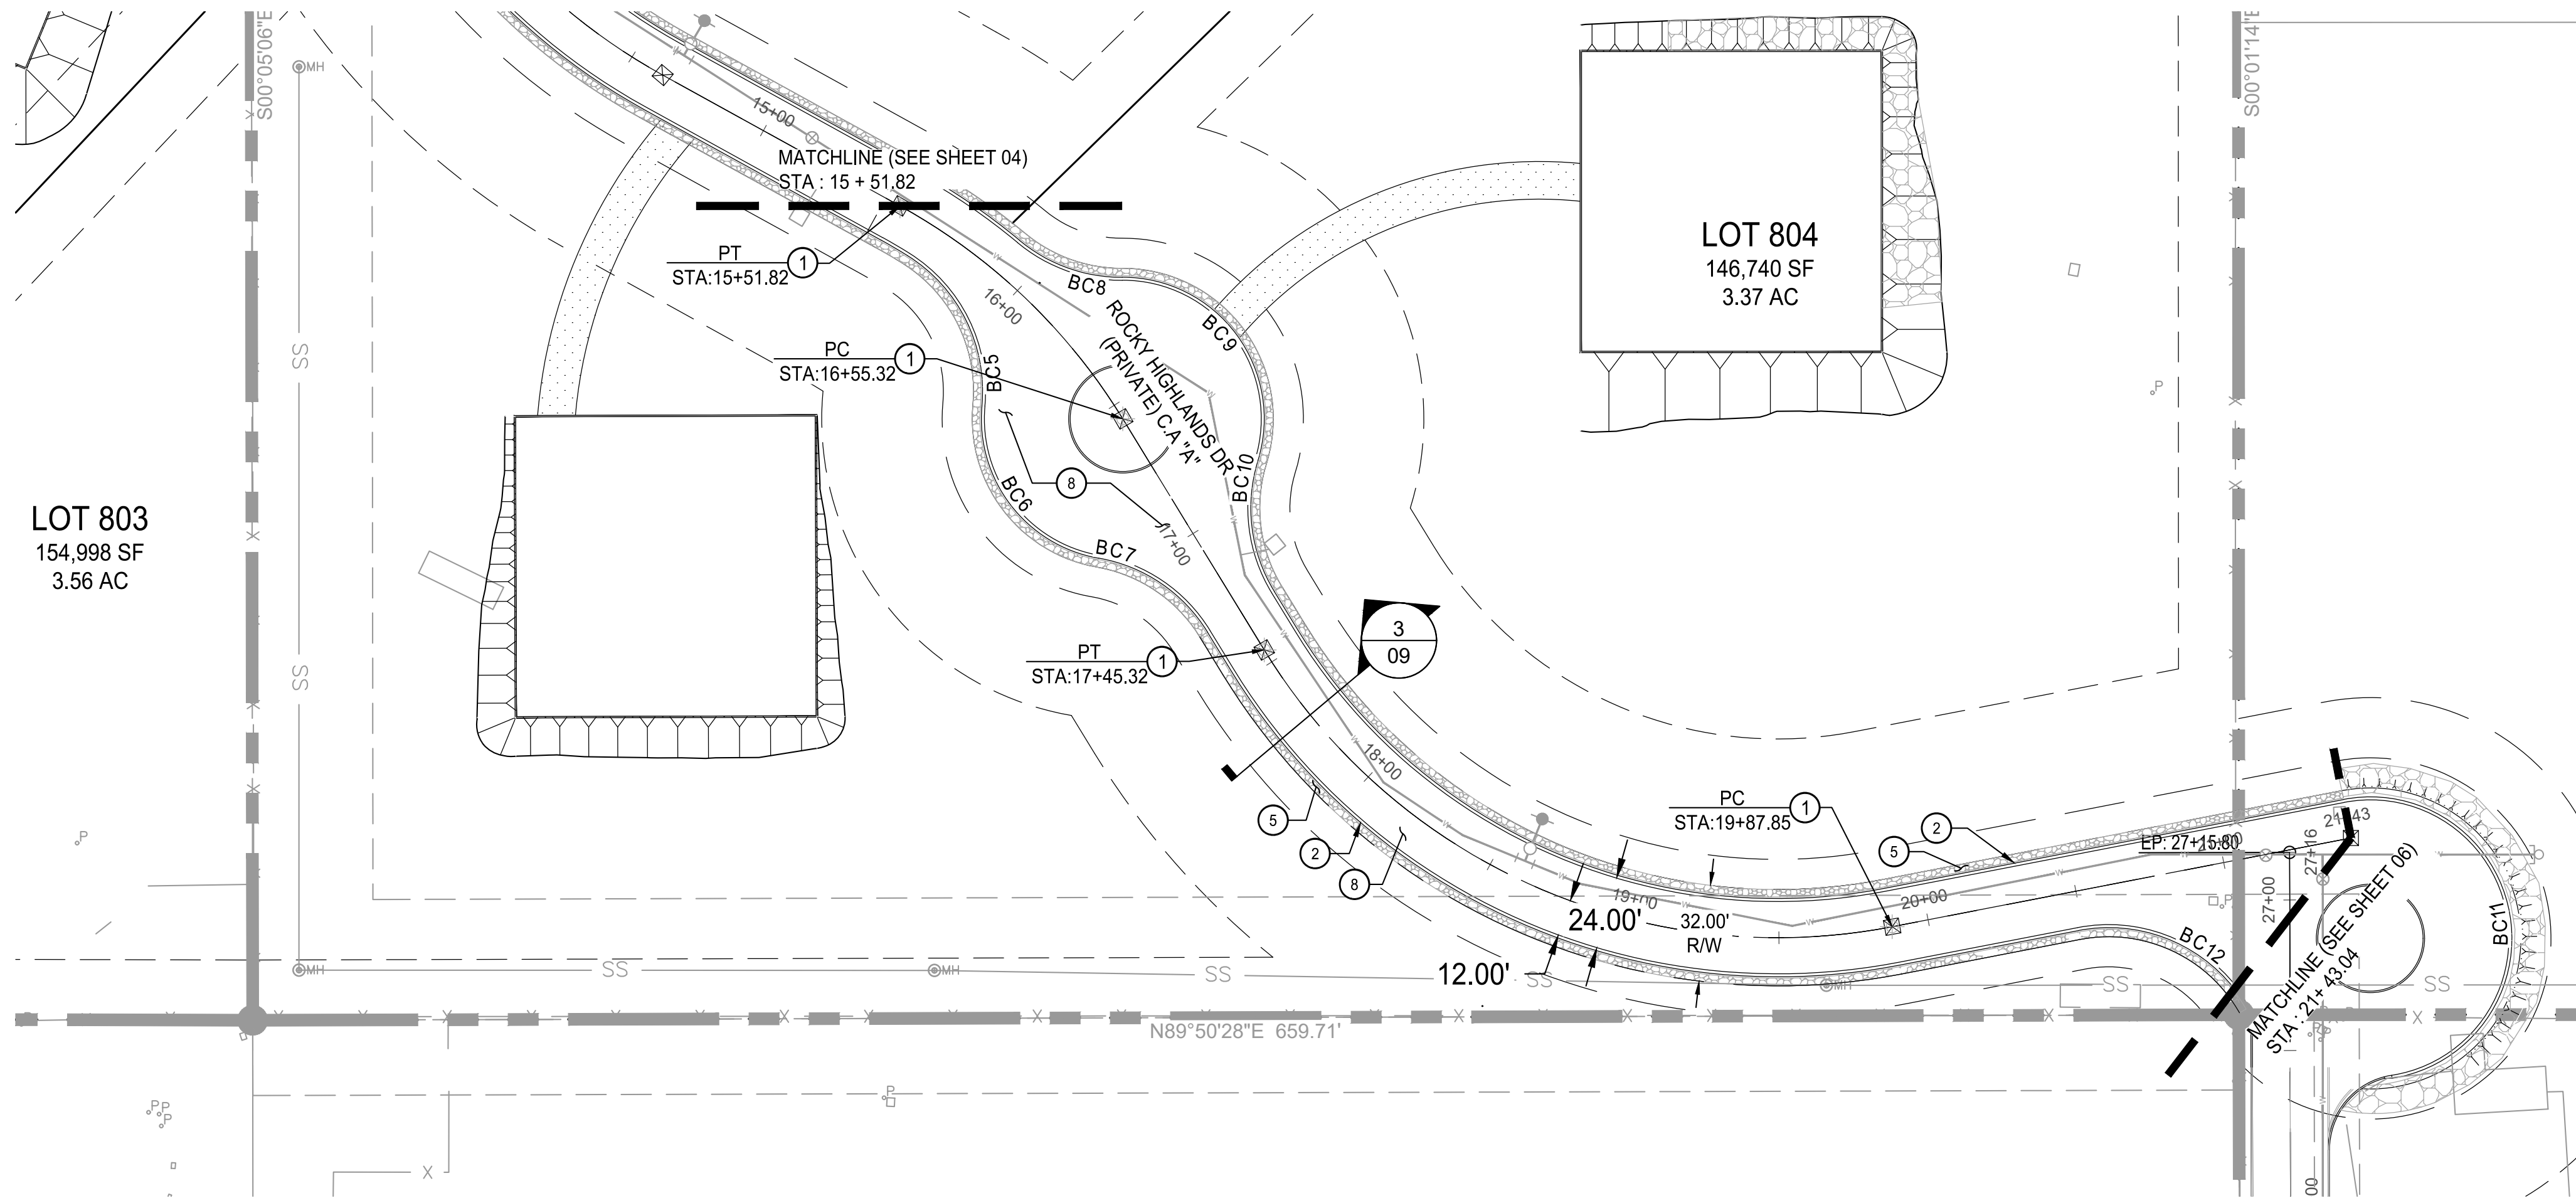 S00°05'06"E
MH
15+00
MATCHLINE (SEE SHEET 04)
STA : 15 + 51.82
PT
STA:15+51.82
1
SS
16+00
BC8
BC9
ROCKY HIGHLANDS DR
(PRIVATE) C.A "A"
LOT 804
146,740 SF
3.37 AC
S00°01'14"E
P
PC
STA:16+55.32
1
BC5
BC6
8
BC10
17+00
BC7
LOT 803
154,998 SF
3.56 AC
SS
PT
STA:17+45.32
1
3
09
18+00
5
2
8
PC
STA:19+87.85
1
2
5
19+00
20+00
24.00'
32.00'
R/W
12.00'
EP: 27+15.80
27+16
27+00
BC11
BC12
MATCHLINE (SEE SHEET 06)
STA : 21+ 43.04
P
P
MH
SS
MH
SS
SS
MH
SS
SS
N89°50'28"E 659.71'
P
P
P
P
X
00